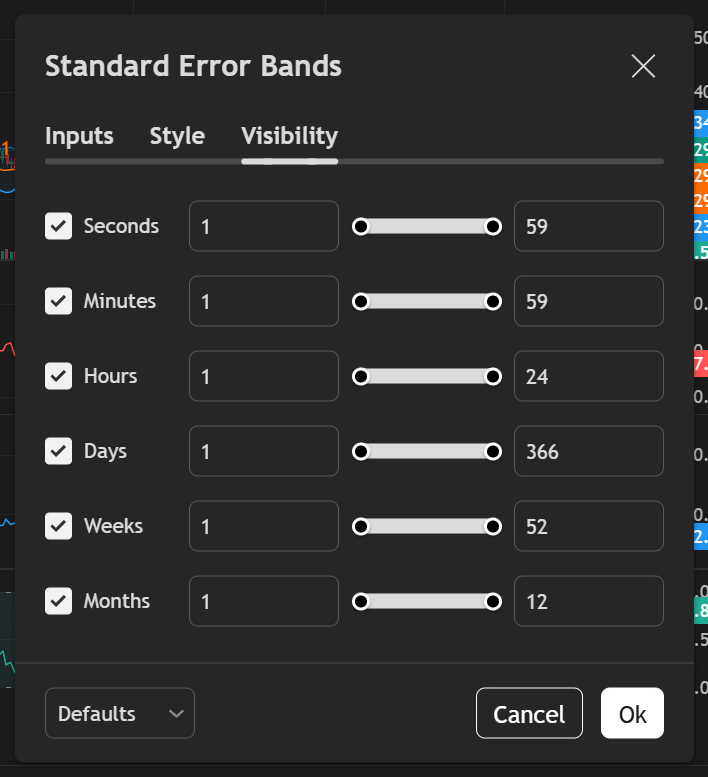 Standard Error Bands
Inputs Style Visibility
Seconds 1 59
Minutes 1 59
Hours 1 24
Days 1 366
Weeks 1 52
Months 1 12
Defaults Cancel Ok